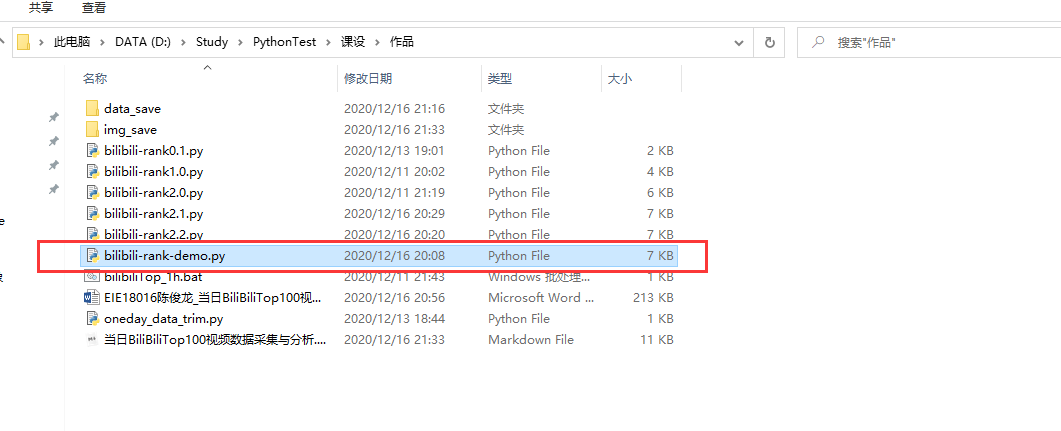 共享 查看
此电脑 > DATA (D:) > Study > PythonTest > 课设 > 作品 搜索"作品"
名称 修改日期 类型 大小
data_save 2020/12/16 21:16 文件夹
img_save 2020/12/16 21:33 文件夹
bilibili-rank0.1.py 2020/12/13 19:01 Python File 2 KB
bilibili-rank1.0.py 2020/12/11 20:02 Python File 4 KB
bilibili-rank2.0.py 2020/12/11 21:19 Python File 6 KB
bilibili-rank2.1.py 2020/12/16 20:29 Python File 7 KB
bilibili-rank2.2.py 2020/12/16 20:20 Python File 7 KB
bilibili-rank-demo.py 2020/12/16 20:08 Python File 7 KB
bilibiliTop_1h.bat 2020/12/11 21:43 Windows 批处理... 1 KB
EIE18016陈俊龙_当日BiliBiliTop100视... 2020/12/16 20:56 Microsoft Word ... 213 KB
oneday_data_trim.py 2020/12/13 18:44 Python File 1 KB
当日BiliBiliTop100视频数据采集与分析.... 2020/12/16 21:33 Markdown File 11 KB